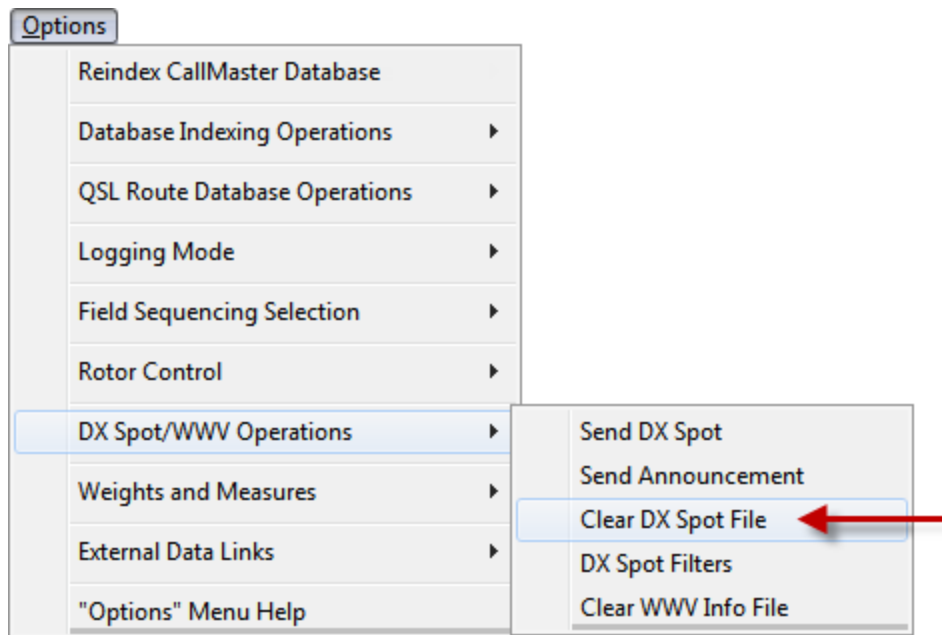 Options
Reindex CallMaster Database
Database Indexing Operations
QSL Route Database Operations
Logging Mode
Field Sequencing Selection
Rotor Control
DX Spot/WWV Operations
Weights and Measures
External Data Links
"Options" Menu Help
Send DX Spot
Send Announcement
Clear DX Spot File
DX Spot Filters
Clear WWV Info File